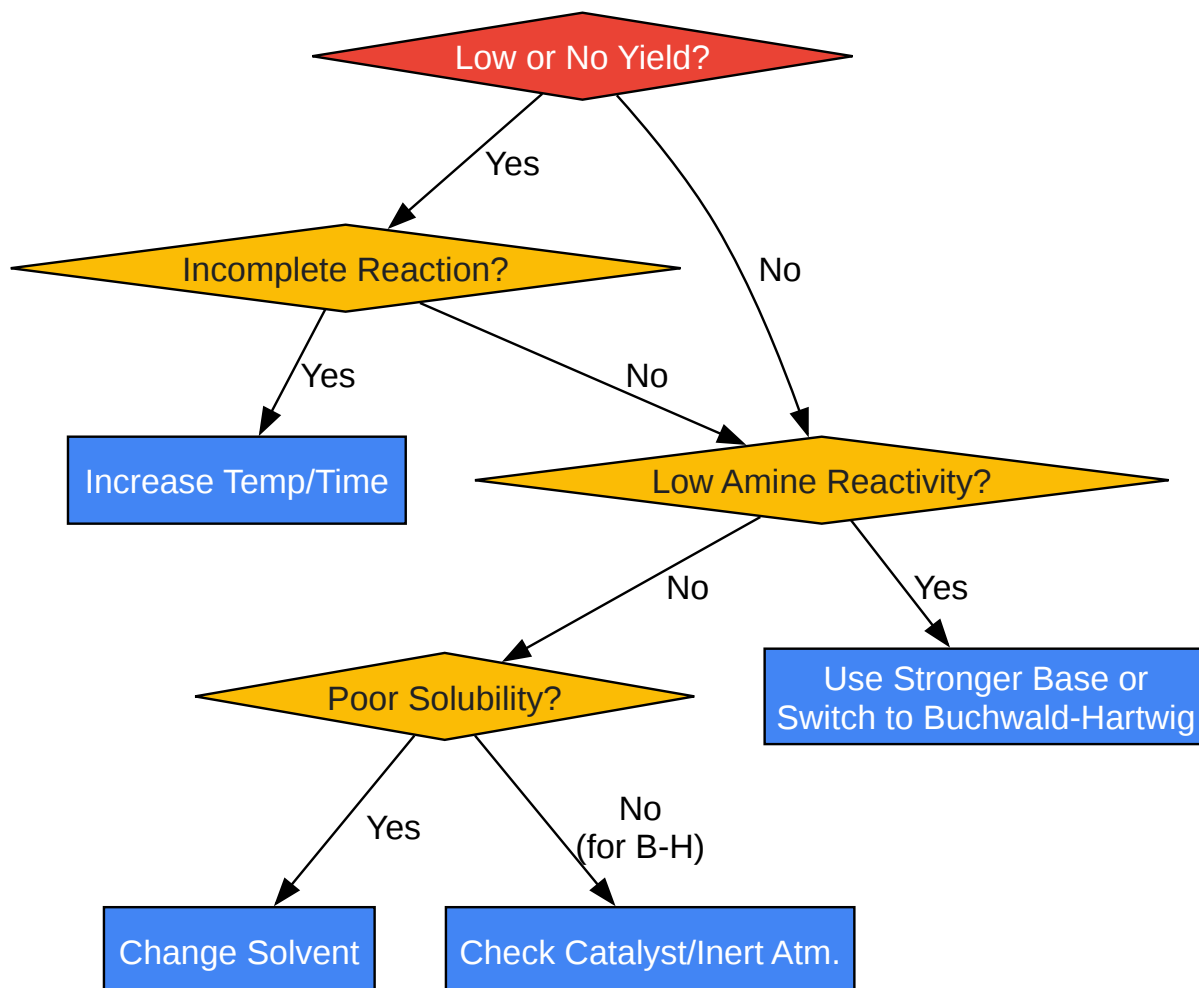 Low or No Yield?
Yes
Incomplete Reaction?
No
Yes
No
Increase Temp/Time
Low Amine Reactivity?
No
Yes
Poor Solubility?
Use Stronger Base or
Switch to Buchwald-Hartwig
Yes
No
(for B-H)
Change Solvent
Check Catalyst/Inert Atm.